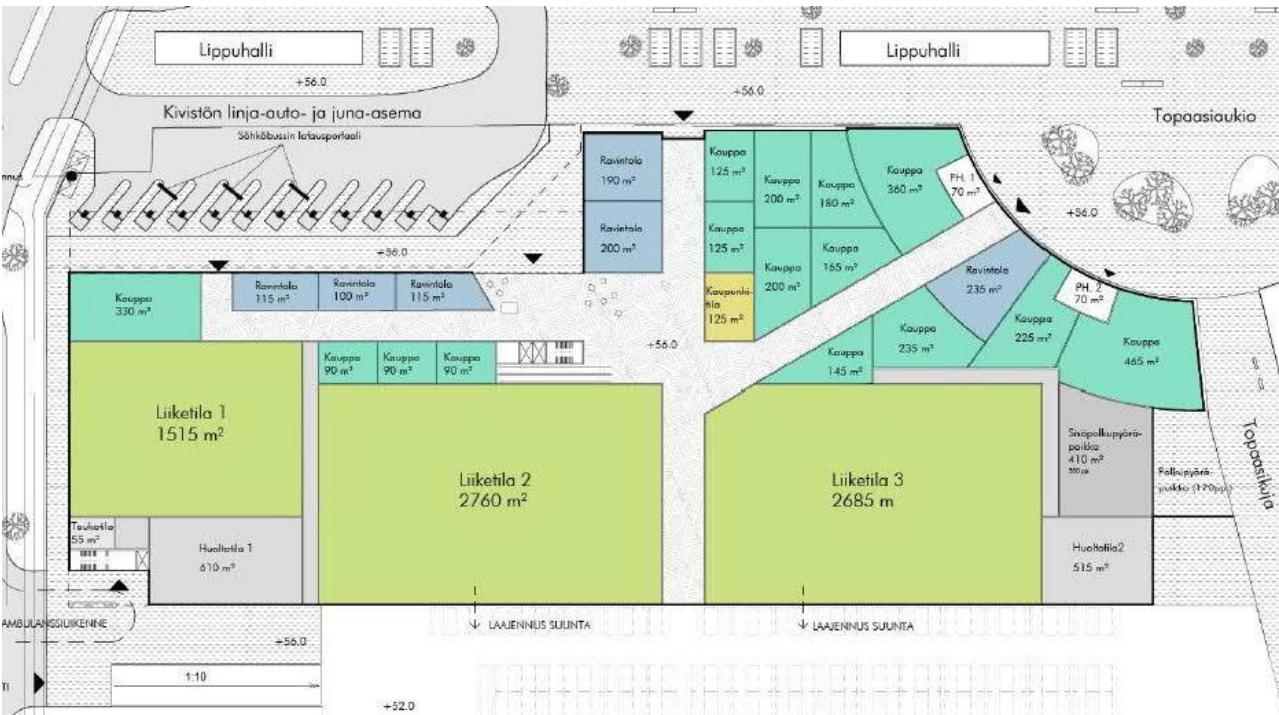 Lippuhalli
Lippuhalli
+56.0
+56.0
Kivistön linja-auto- ja juna-asema
Sähköbussin latausportaali
Topaasiaukio
Ravintola
190 m²
Kauppa
125 m²
Kauppa
200 m²
Kauppa
180 m²
Kauppa
360 m²
PH. 1
70 m²
+56.0
Ravintola
200 m²
Kauppa
125 m²
+56.0
Kauppa
200 m²
Kauppa
165 m²
Ravintola
235 m²
PH. 2
70 m²
Kauppa
330 m²
Ravintola
115 m²
Ravintola
100 m²
Ravintola
115 m²
Kaupunki-
tila
125 m²
Kauppa
225 m²
Kauppa
235 m²
Kauppa
465 m²
+56.0
Kauppa
90 m²
Kauppa
90 m²
Kauppa
90 m²
Kauppa
145 m²
Liiketila 1
1515 m²
Liiketila 2
2760 m²
Liiketila 3
2685 m
Sisäpolkupyörä-
paikka
410 m²
Polkupyörä-
paikka (170pp)
Topaasikuja
Taukotila
55 m²
Huoltotila 1
610 m²
Huoltotila2
515 m²
AMBULANSSILIIKENNE
LAAJENNUS SUUNTA
LAAJENNUS SUUNTA
+56.0
1:10
+52.0